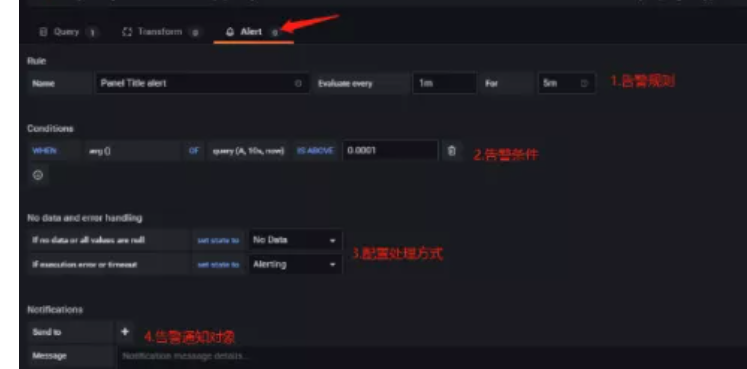 Query 1 Transform 0 Alert 0
Rule
Name Panel Title alert Evaluate every 1m For 5m 1.告警规则
Conditions
WHEN avg () OF query (A, 10s, now) IS ABOVE 0.0001 2.告警条件
No data and error handling
If no data or all values are null set state to No Data
If execution error or timeout set state to Alerting 3.配置处理方式
Notifications
Send to + 4.告警通知对象
Message Notification message details...